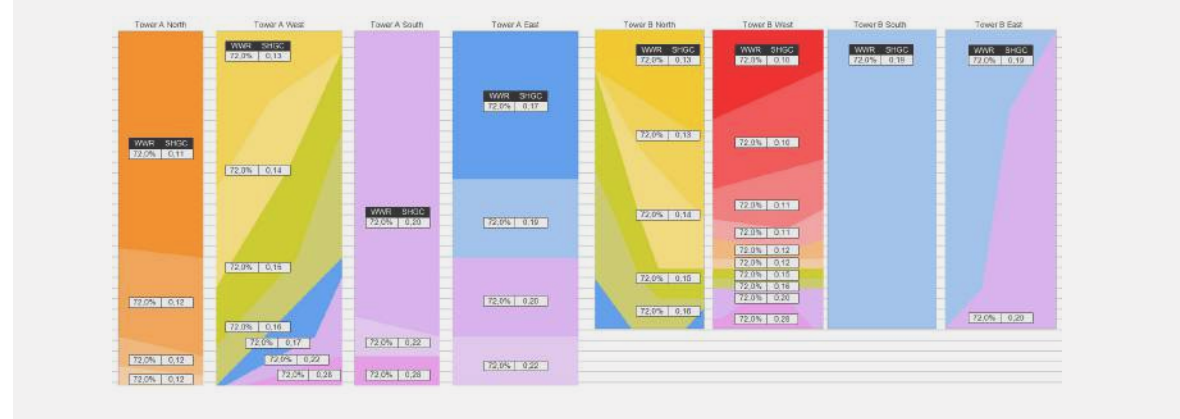 Tower A North
Tower A West
Tower A South
Tower A East
Tower B North
Tower B West
Tower B South
Tower B East
WWR SHGC
72,0% 0,11
72,0% 0,12
72,0% 0,12
72,0% 0,12
WWR SHGC
72,0% 0,13
72,0% 0,14
72,0% 0,15
72,0% 0,16
72,0% 0,17
72,0% 0,22
72,0% 0,28
WWR SHGC
72,0% 0,20
72,0% 0,22
72,0% 0,28
WWR SHGC
72,0% 0,17
72,0% 0,19
72,0% 0,20
72,0% 0,22
WWR SHGC
72,0% 0,13
72,0% 0,13
72,0% 0,14
72,0% 0,15
72,0% 0,16
WWR SHGC
72,0% 0,10
72,0% 0,10
72,0% 0,11
72,0% 0,11
72,0% 0,12
72,0% 0,12
72,0% 0,15
72,0% 0,16
72,0% 0,20
72,0% 0,28
WWR SHGC
72,0% 0,19
WWR SHGC
72,0% 0,19
72,0% 0,20